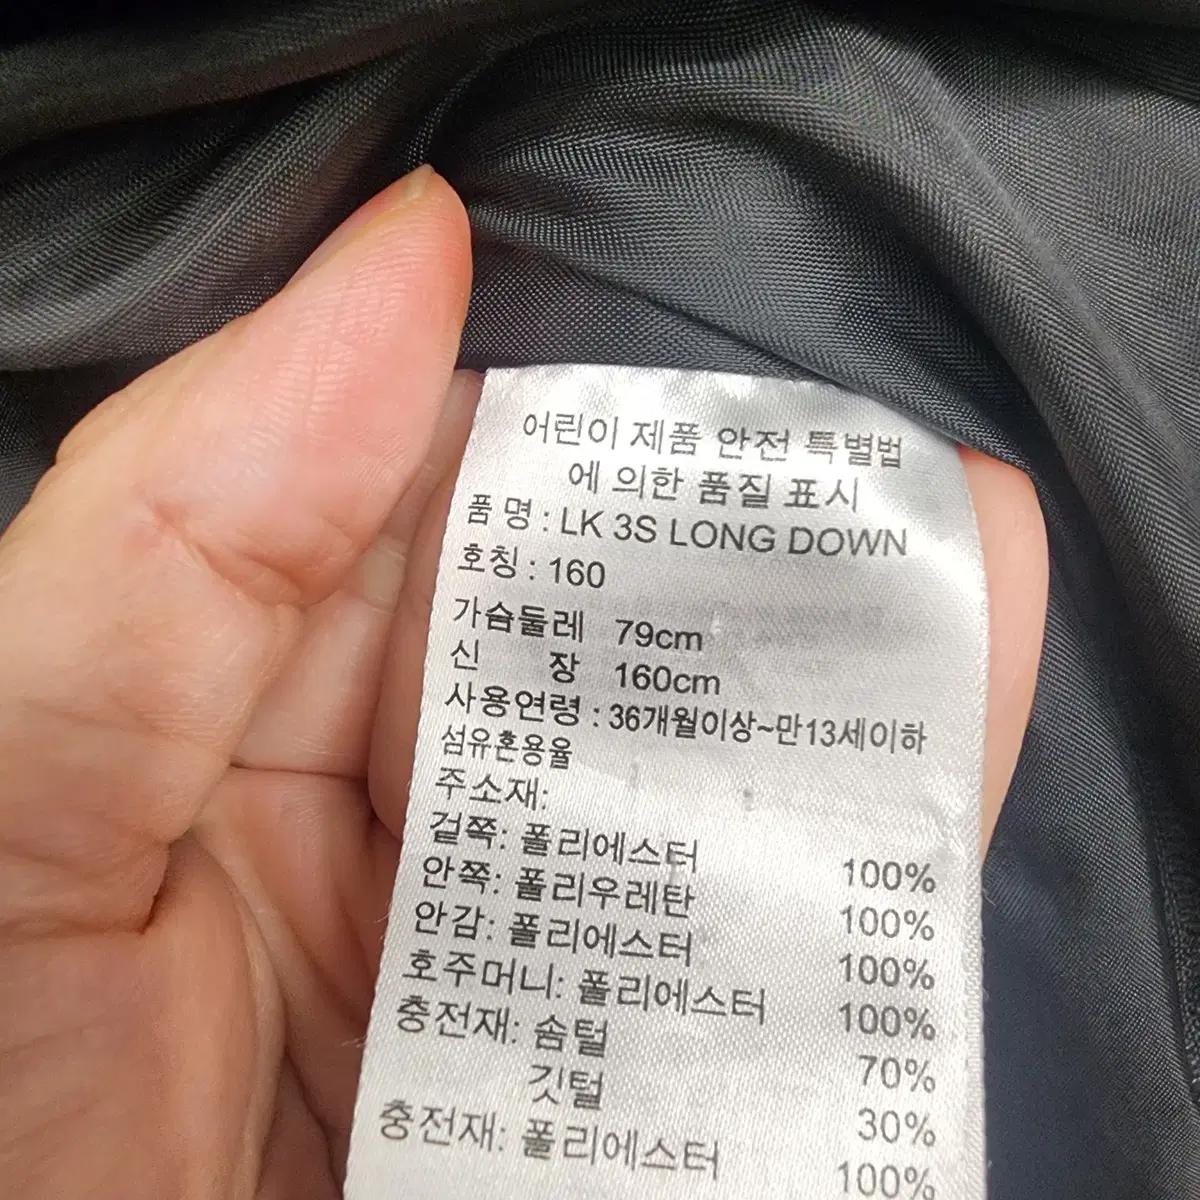 어린이 제품 안전 특별법
에 의한 품질 표시
품 명 : LK 3S LONG DOWN
호칭 : 160
가슴둘레 79cm
신 장 160cm
사용연령 : 36개월이상~만13세이하
섬유혼용율
주소재:
겉쪽: 폴리에스터 100%
안쪽: 폴리우레탄 100%
안감: 폴리에스터 100%
호주머니: 폴리에스터 100%
충전재: 솜털 70%
깃털 30%
충전재: 폴리에스터 100%